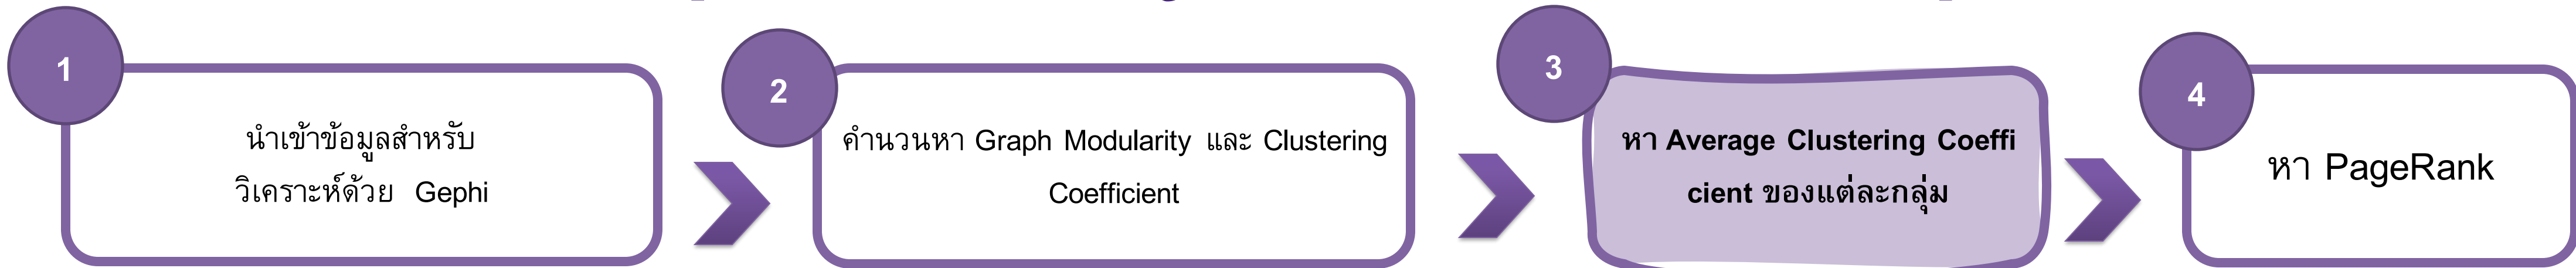 1
นำเข้าข้อมูลสำหรับ
วิเคราะห์ด้วย Gephi
2
คำนวนหา Graph Modularity และ Clustering
Coefficient
3
หา Average Clustering Coeffi
cient ของแต่ละกลุ่ม
4
หา PageRank